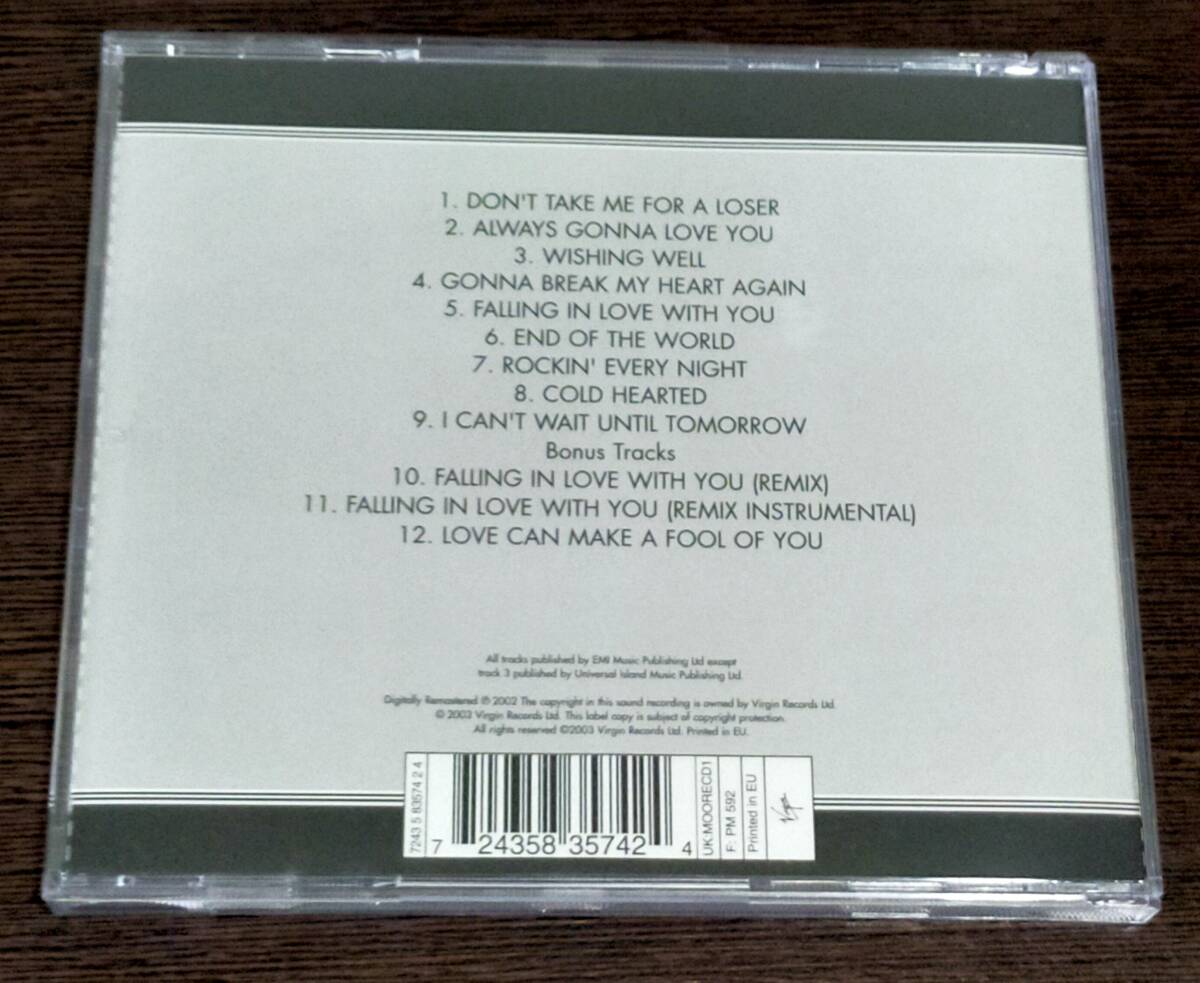 1. DON'T TAKE ME FOR A LOSER
2. ALWAYS GONNA LOVE YOU
3. WISHING WELL
4. GONNA BREAK MY HEART AGAIN
5. FALLING IN LOVE WITH YOU
6. END OF THE WORLD
7. ROCKIN' EVERY NIGHT
8. COLD HEARTED
9. I CAN'T WAIT UNTIL TOMORROW
Bonus Tracks
10. FALLING IN LOVE WITH YOU (REMIX)
11. FALLING IN LOVE WITH YOU (REMIX INSTRUMENTAL)
12. LOVE CAN MAKE A FOOL OF YOU
All tracks published by EMI Music Publishing Ltd except
track 3 published by Universal Island Music Publishing Ltd.
Digitally Remastered ℗ 2002 The copyright in this sound recording is owned by Virgin Records Ltd.
© 2003 Virgin Records Ltd. This label copy is subject of copyright protection.
All rights reserved ©2003 Virgin Records Ltd. Printed in EU.
7243 5 83574 2 4
7 24358 35742 4
UK:MOORECD1
F: PM 592
Printed in EU
Virgin